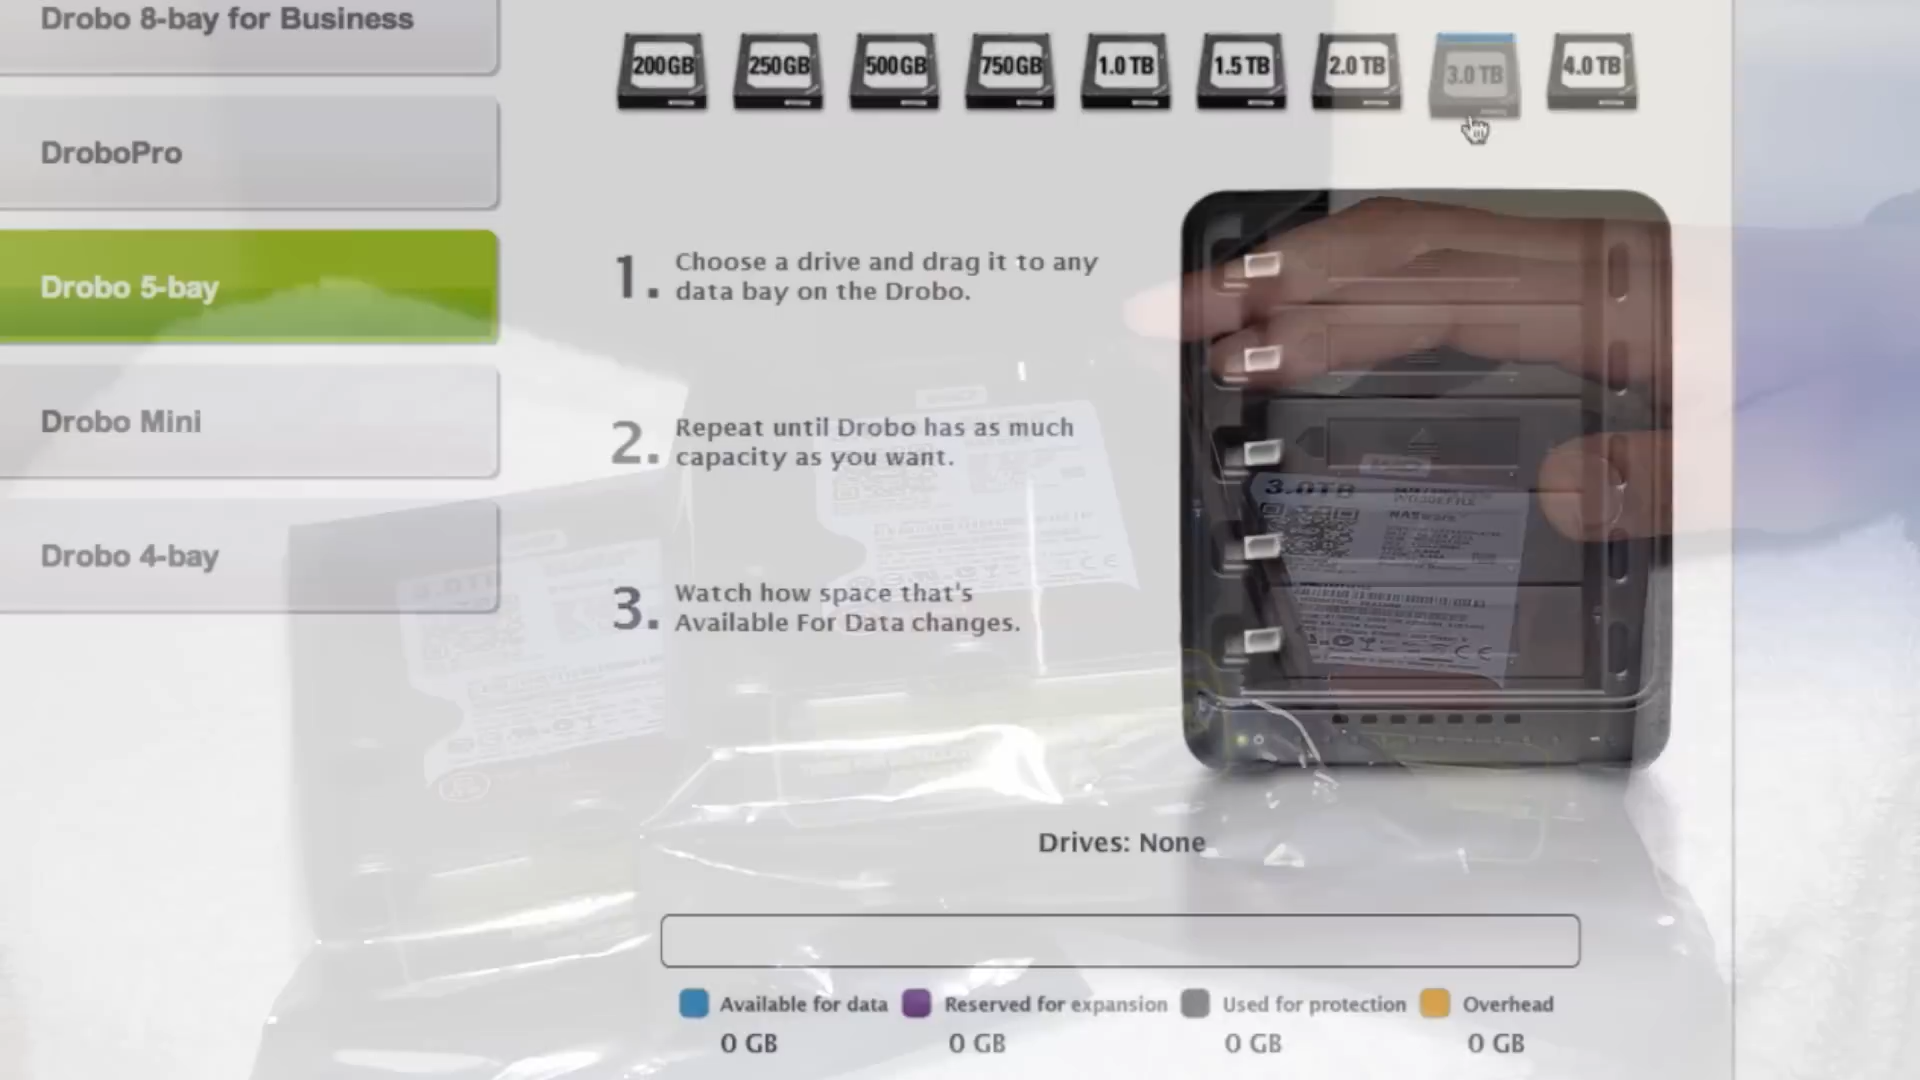 Drobo 8-bay for Business
DroboPro
Drobo 5-bay
Drobo Mini
Drobo 4-bay
200GB
250GB
500GB
750GB
1.0 TB
1.5 TB
2.0 TB
3.0 TB
4.0 TB
1. Choose a drive and drag it to any
data bay on the Drobo.
2. Repeat until Drobo has as much
capacity as you want.
3. Watch how space that's
Available For Data changes.
3.0TB
NASware
3.0TB
Drives: None
Available for data
0 GB
Reserved for expansion
0 GB
Used for protection
0 GB
Overhead
0 GB